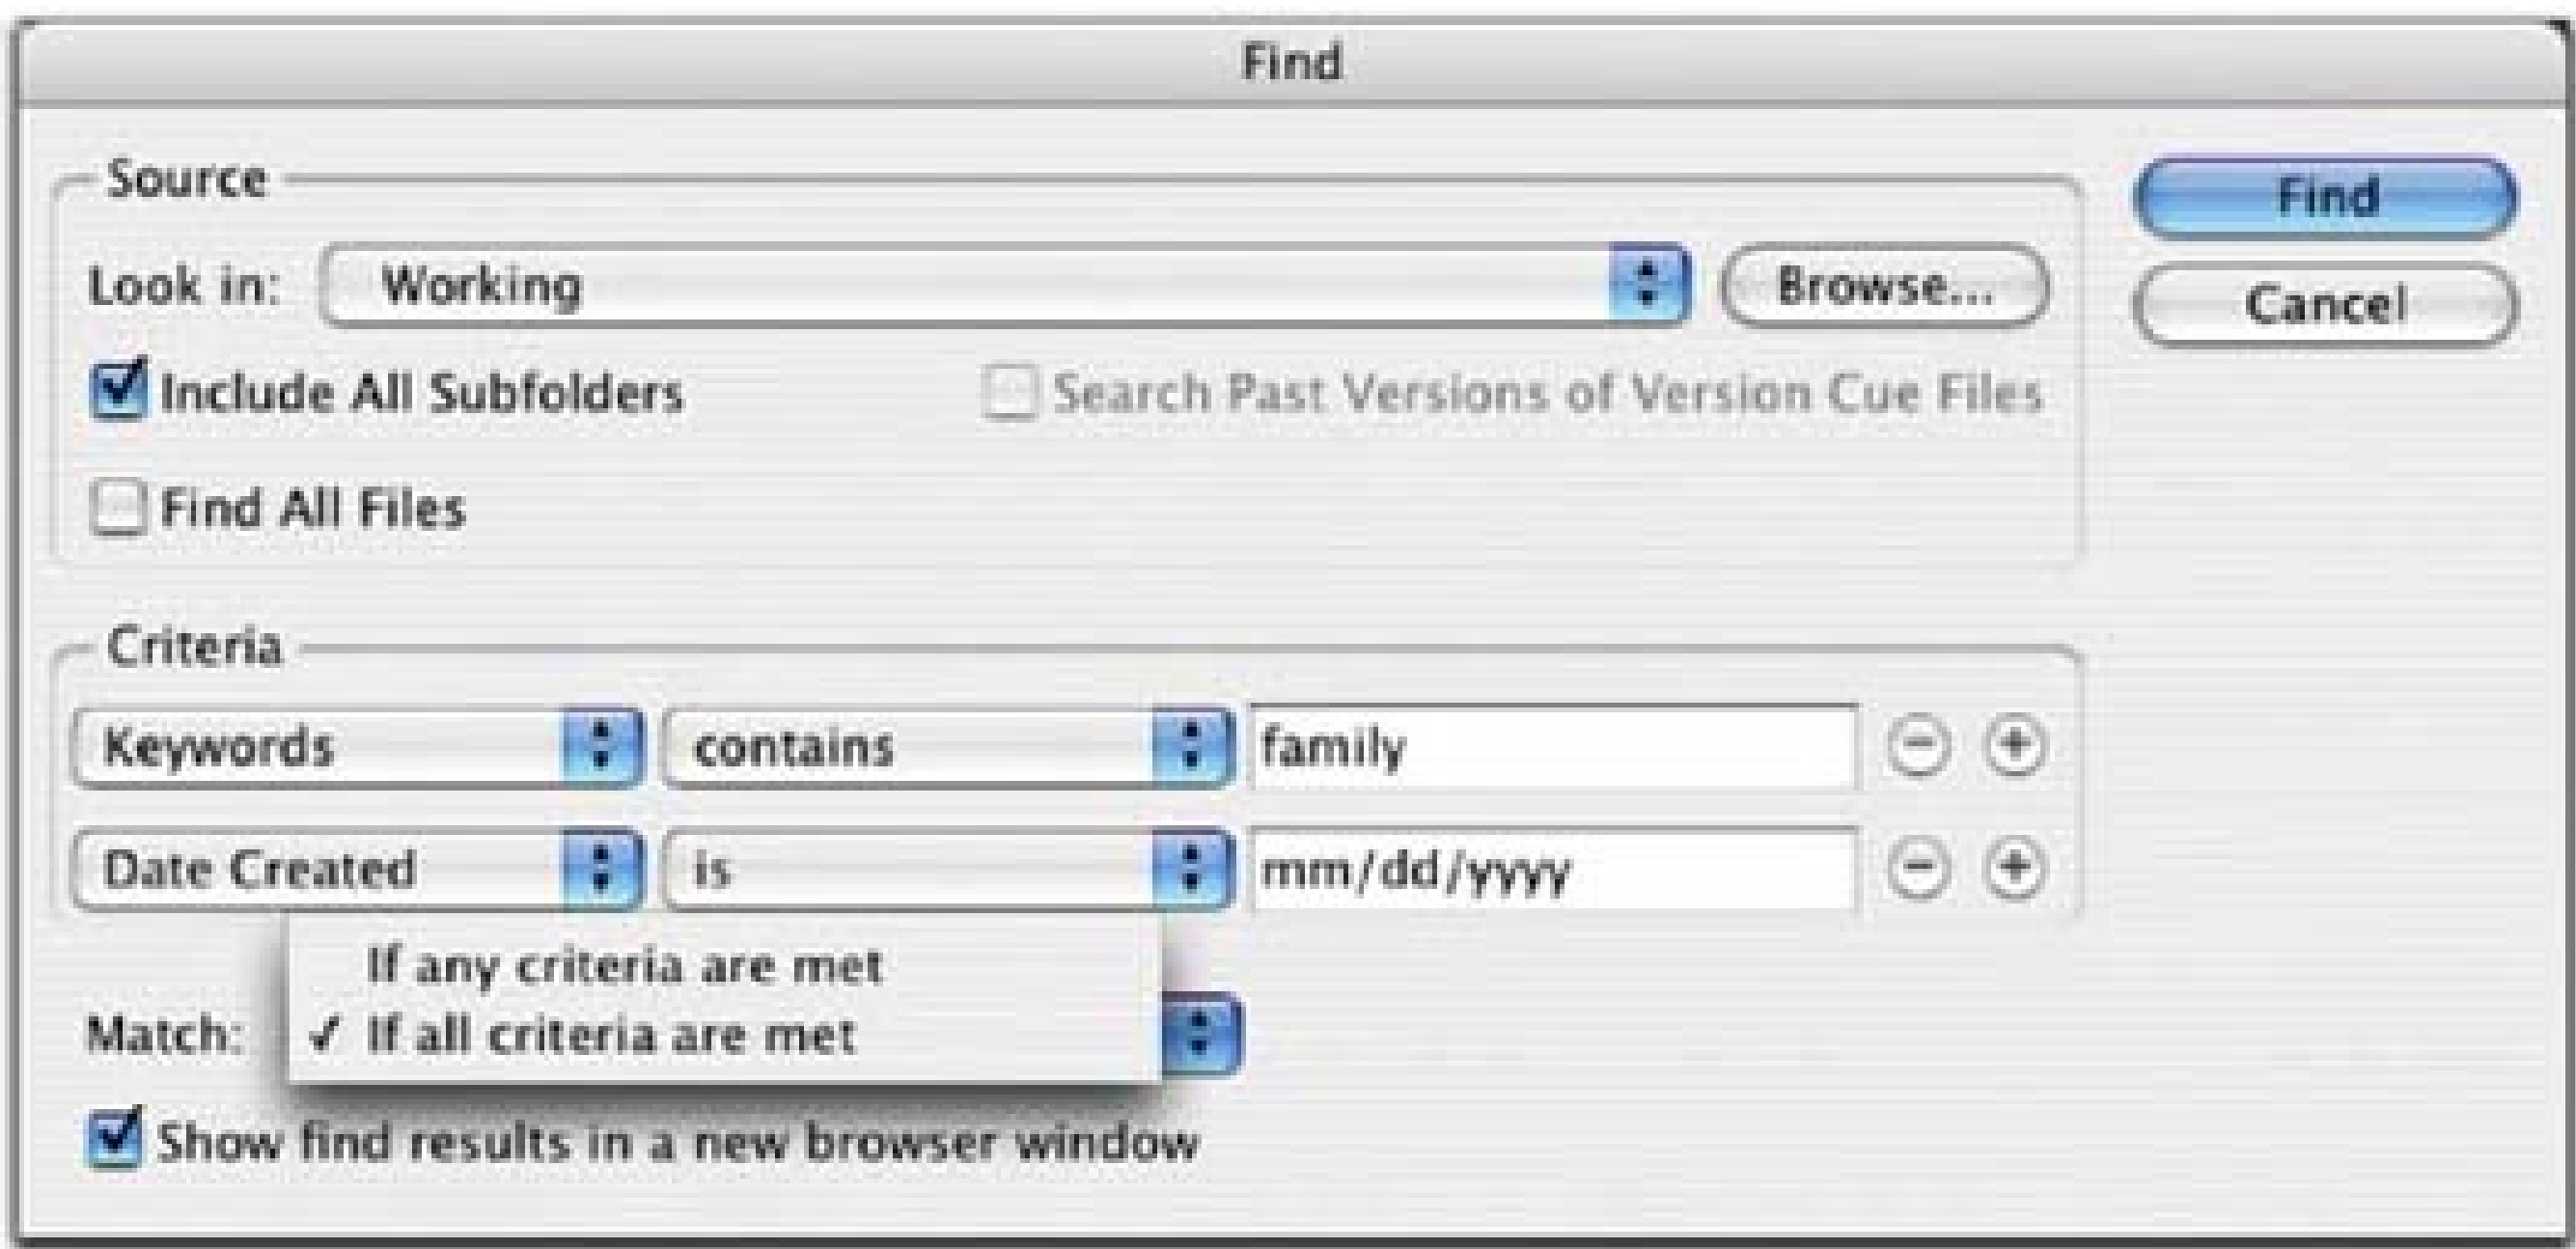 Find
Source
Find
Look in: Working Browse...
Cancel
Include All Subfolders Search Past Versions of Version Cue Files
Find All Files
Criteria
Keywords contains family
Date Created is mm/dd/yyyy
If any criteria are met
Match: ✓ If all criteria are met
Show find results in a new browser window